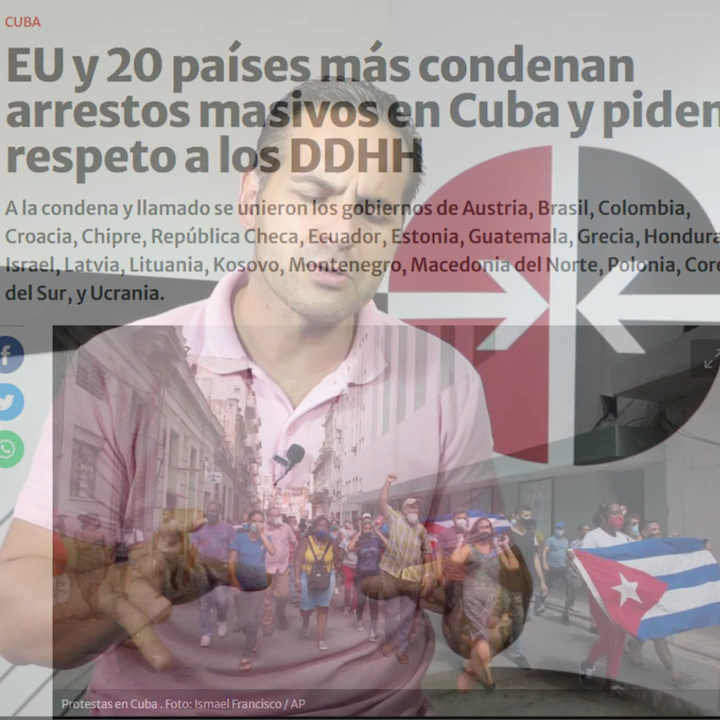 CUBA
EU y 20 países más condenan
arrestos masivos en Cuba y piden
respeto a los DDHH
A la condena y llamado se unieron los gobiernos de Austria, Brasil, Colombia,
Croacia, Chipre, República Checa, Ecuador, Estonia, Guatemala, Grecia, Hondura
Israel, Latvia, Lituania, Kosovo, Montenegro, Macedonia del Norte, Polonia, Core
del Sur, y Ucrania.
Protestas en Cuba . Foto: Ismael Francisco / AP